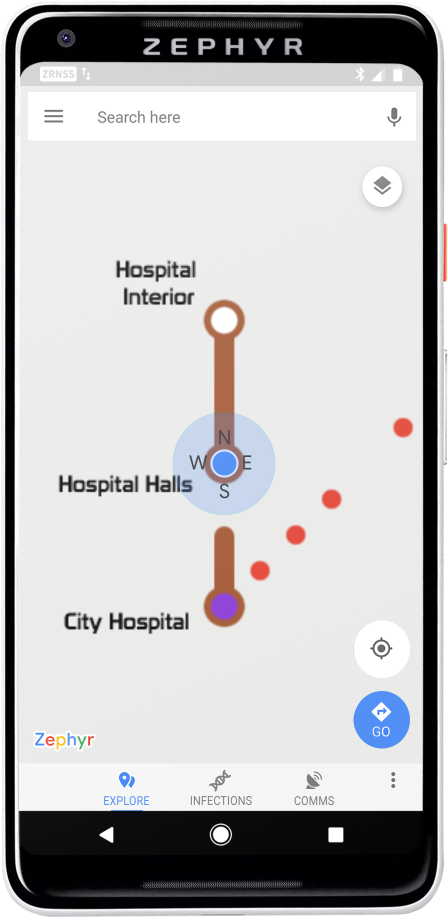 ZEPHYR
ZRNSS
Search here
Hospital
Interior
N
W E
S
Hospital Halls
City Hospital
GO
Zephyr
EXPLORE INFECTIONS COMMS